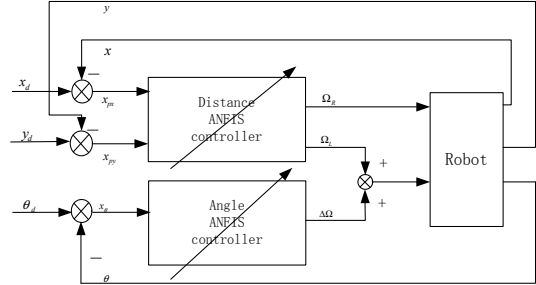 y
x
—
x_d
x_px
—
y_d
x_py
Distance
ANFIS
controller
Ω_R
Ω_L
+
Robot
θ_d
x_θ
Angle
ANFIS
controller
ΔΩ
+
—
θ